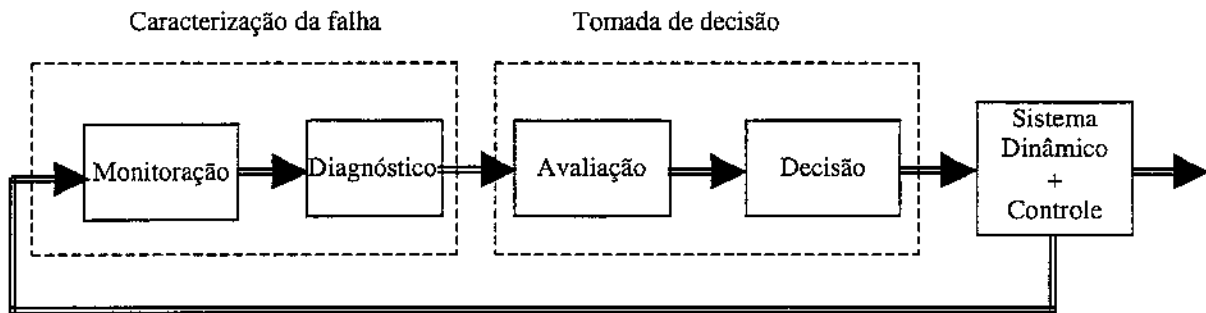 Caracterização da falha
Tomada de decisão
Monitoração
Diagnóstico
Avaliação
Decisão
Sistema
Dinâmico
+
Controle